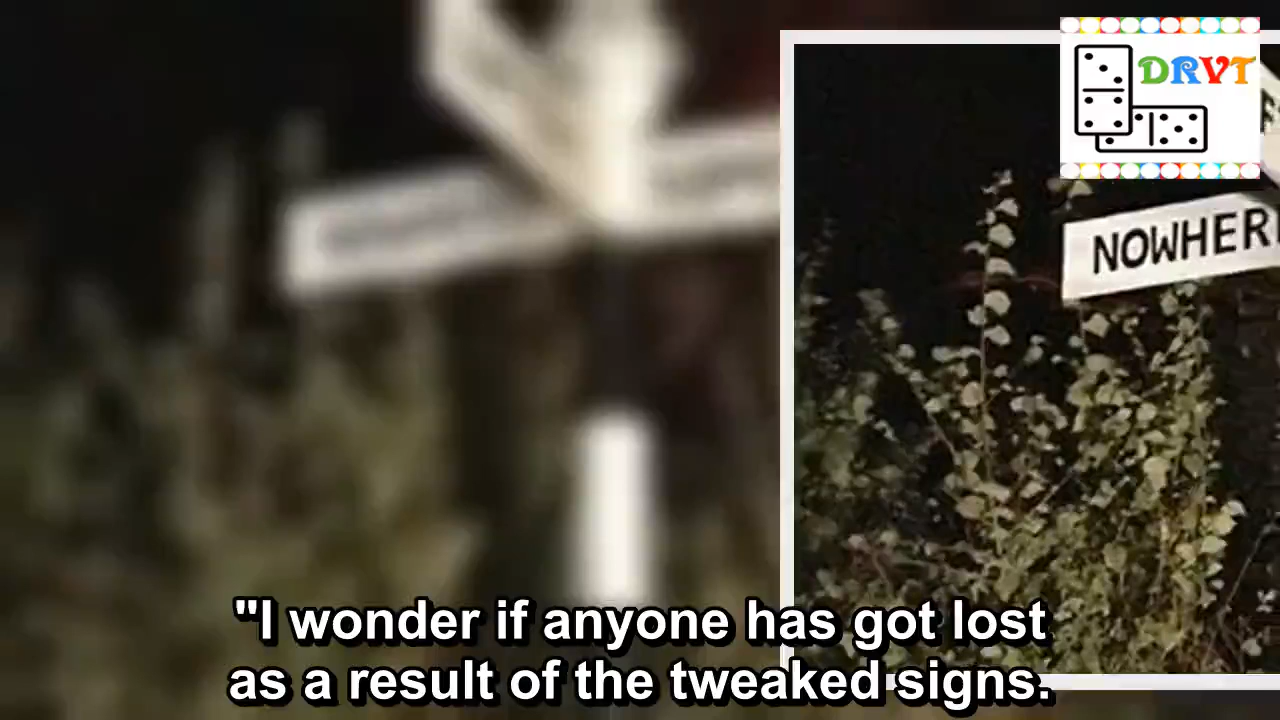 DRVT
NOWHER
"I wonder if anyone has got lost
as a result of the tweaked signs.